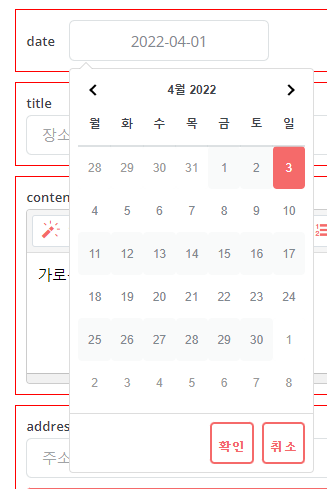 date
2022-04-01
4월 2022
월 화 수 목 금 토 일
28 29 30 31 1 2 3
4 5 6 7 8 9 10
11 12 13 14 15 16 17
18 19 20 21 22 23 24
25 26 27 28 29 30 1
2 3 4 5 6 7 8
확인 취소
title
장소
conten
가로
address
주소